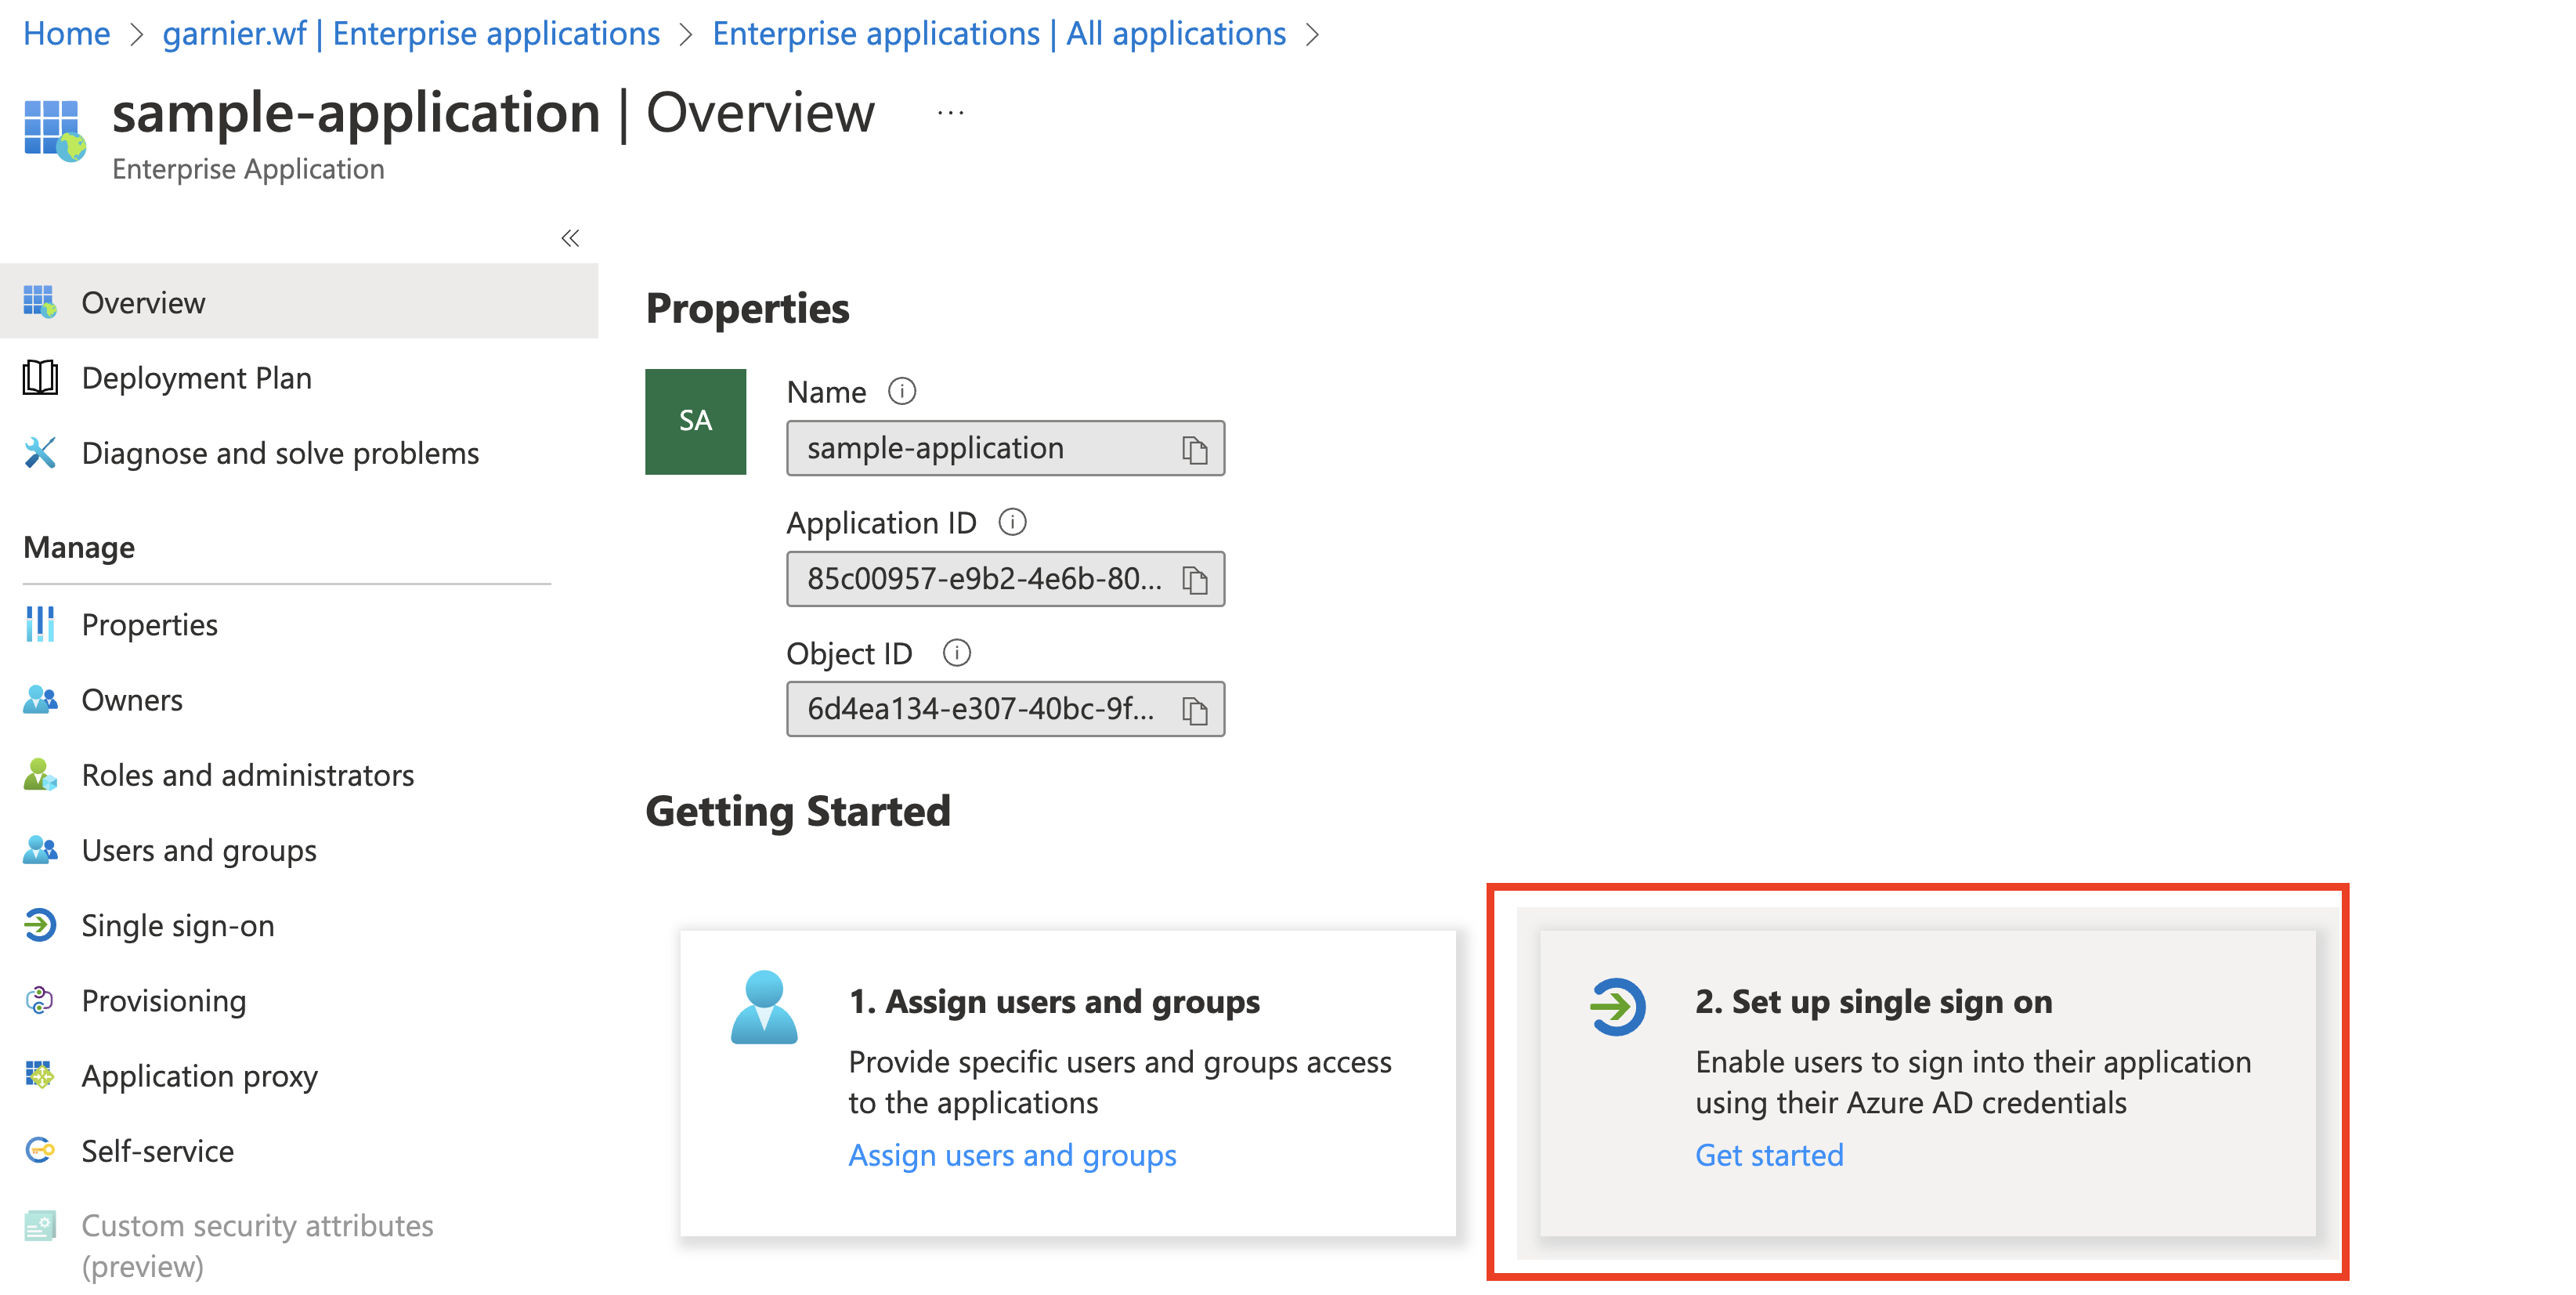 Home > garnier.wf | Enterprise applications > Enterprise applications | All applications >
sample-application | Overview ...
Enterprise Application
Overview
Deployment Plan
Diagnose and solve problems
Manage
Properties
Owners
Roles and administrators
Users and groups
Single sign-on
Provisioning
Application proxy
Self-service
Custom security attributes
(preview)
Properties
SA
Name
sample-application
Application ID
85c00957-e9b2-4e6b-80...
Object ID
6d4ea134-e307-40bc-9f...
Getting Started
1. Assign users and groups
Provide specific users and groups access
to the applications
Assign users and groups
2. Set up single sign on
Enable users to sign into their application
using their Azure AD credentials
Get started